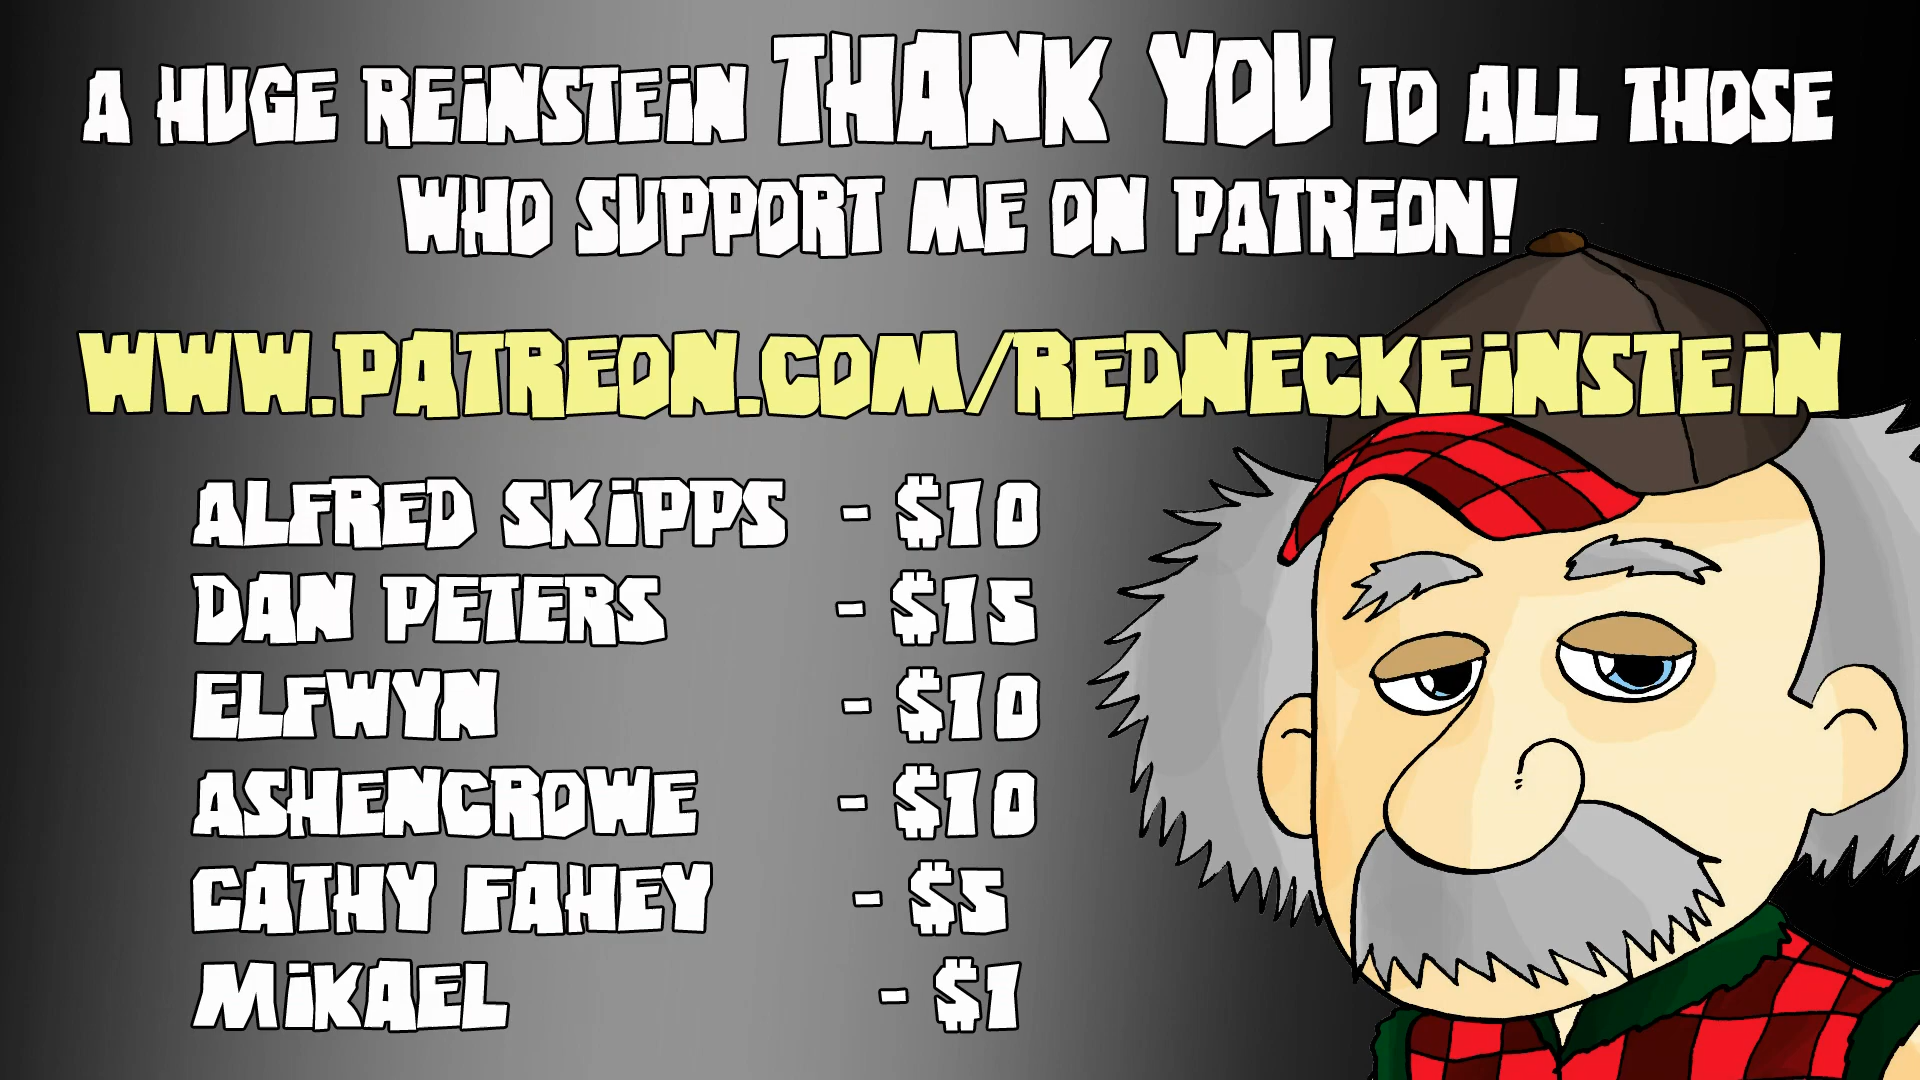 A HUGE REINSTEIN THANK YOU TO ALL THOSE
WHO SUPPORT ME ON PATREON!
WWW.PATREON.COM/REDNECKEINSTEIN
ALFRED SKIPPS - $10
DAN PETERS - $15
ELFWYN - $10
ASHENCROWE - $10
CATHY FAHEY - $5
MIKAEL - $1